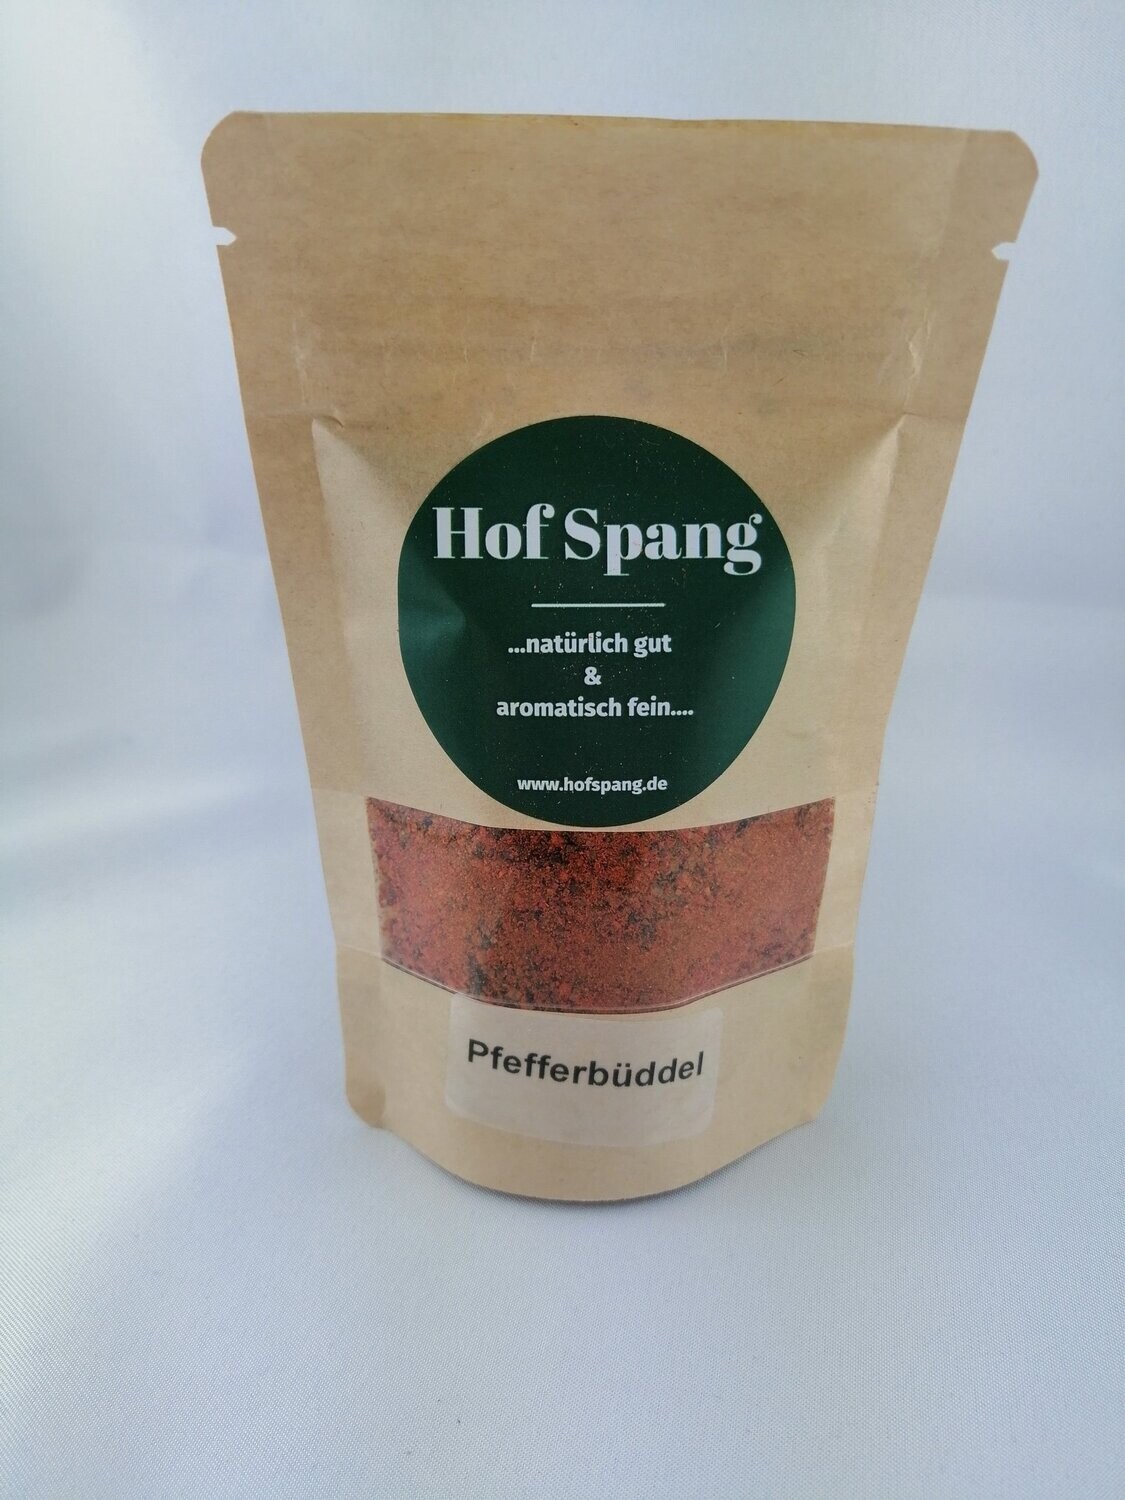 Hof Spang
...natürlich gut
&
aromatisch fein....
www.hofspang.de
Pfefferbüddel